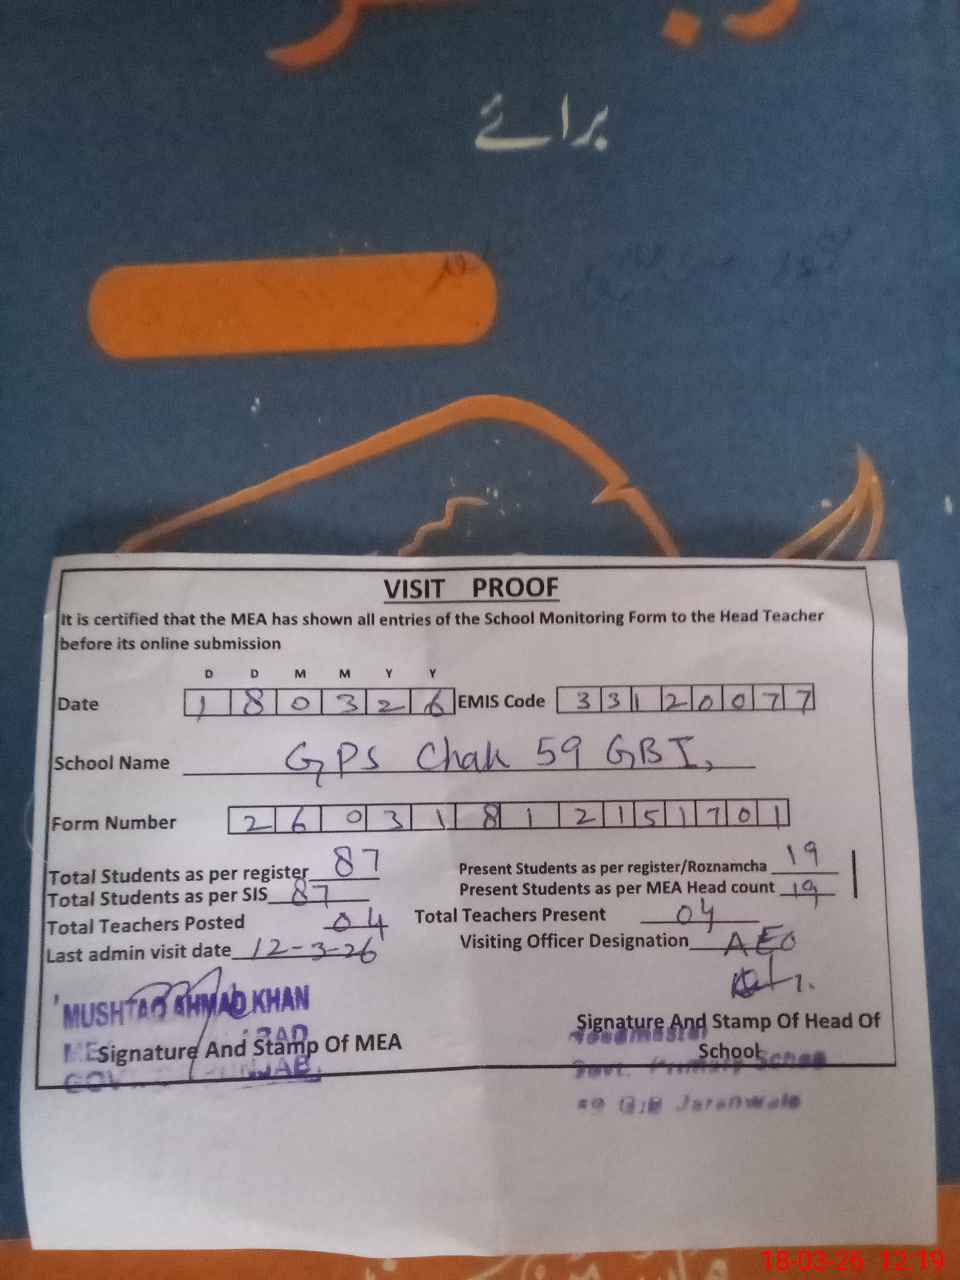 برائے
VISIT PROOF
It is certified that the MEA has shown all entries of the School Monitoring Form to the Head Teacher
before its online submission
D D M M Y Y
Date 1 8 0 3 2 6 EMIS Code 3 3 1 2 0 0 7 7
School Name GPS Chak 59 GB I,
Form Number 2 6 0 3 1 8 1 2 1 5 1 7 0 1
Total Students as per register 87 Present Students as per register/Roznamcha 19
Total Students as per SIS 87 Present Students as per MEA Head count 19
Total Teachers Posted 04 Total Teachers Present 04
Last admin visit date 12-3-26 Visiting Officer Designation AEO
MUSHTAQ AHMAD KHAN
Signature And Stamp Of MEA
Signature And Stamp Of Head Of
School
Headmaster
Govt. Primary School
59 G.B Jaranwala
18-03-26 12:19